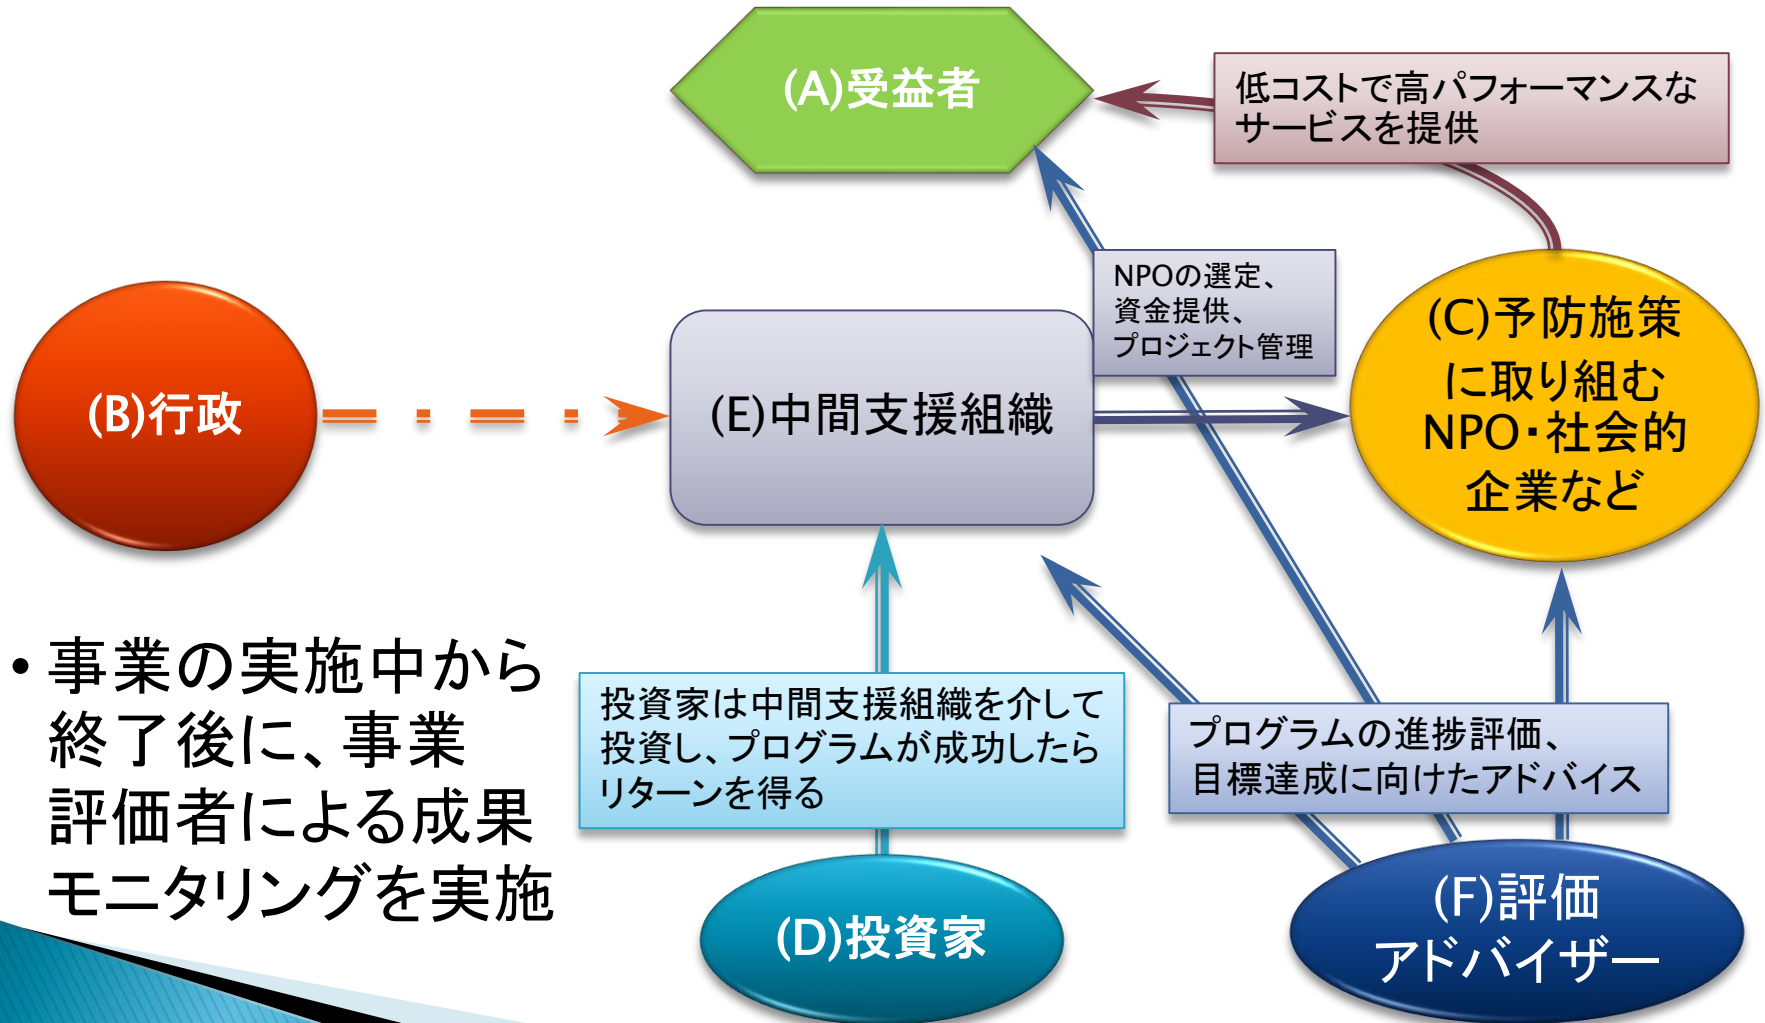 (A)受益者
低コストで高パフォーマンスな
サービスを提供
NPOの選定、
資金提供、
プロジェクト管理
(B)行政
(E)中間支援組織
(C)予防施策
に取り組む
NPO・社会的
企業など
• 事業の実施中から
終了後に、事業
評価者による成果
モニタリングを実施
投資家は中間支援組織を介して
投資し、プログラムが成功したら
リターンを得る
プログラムの進捗評価、
目標達成に向けたアドバイス
(D)投資家
(F)評価
アドバイザー